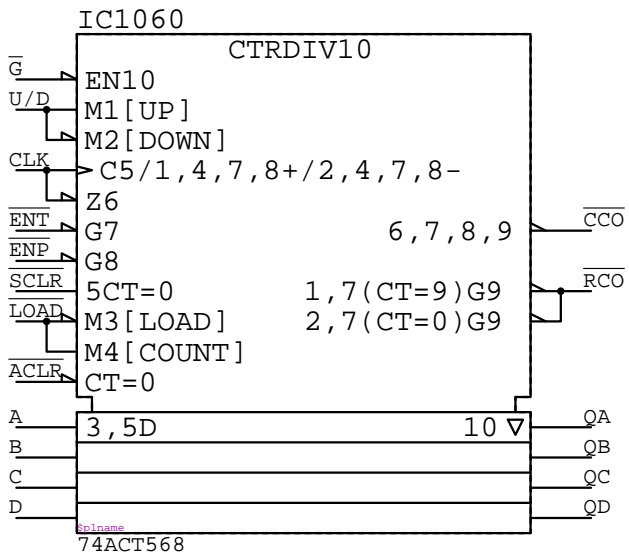 IC1060
CTRDIV10
G
EN10
U/D
M1[UP]
M2[DOWN]
CLK
C5/1,4,7,8+/2,4,7,8-
Z6
ENT
G7
6,7,8,9
CCO
ENP
G8
SCLR
5CT=0
1,7(CT=9)G9
RCO
LOAD
M3[LOAD]
2,7(CT=0)G9
M4[COUNT]
ACLR
CT=0
A
3,5D
10 ▽
QA
B
QB
C
QC
D
QD
$plname
74ACT568